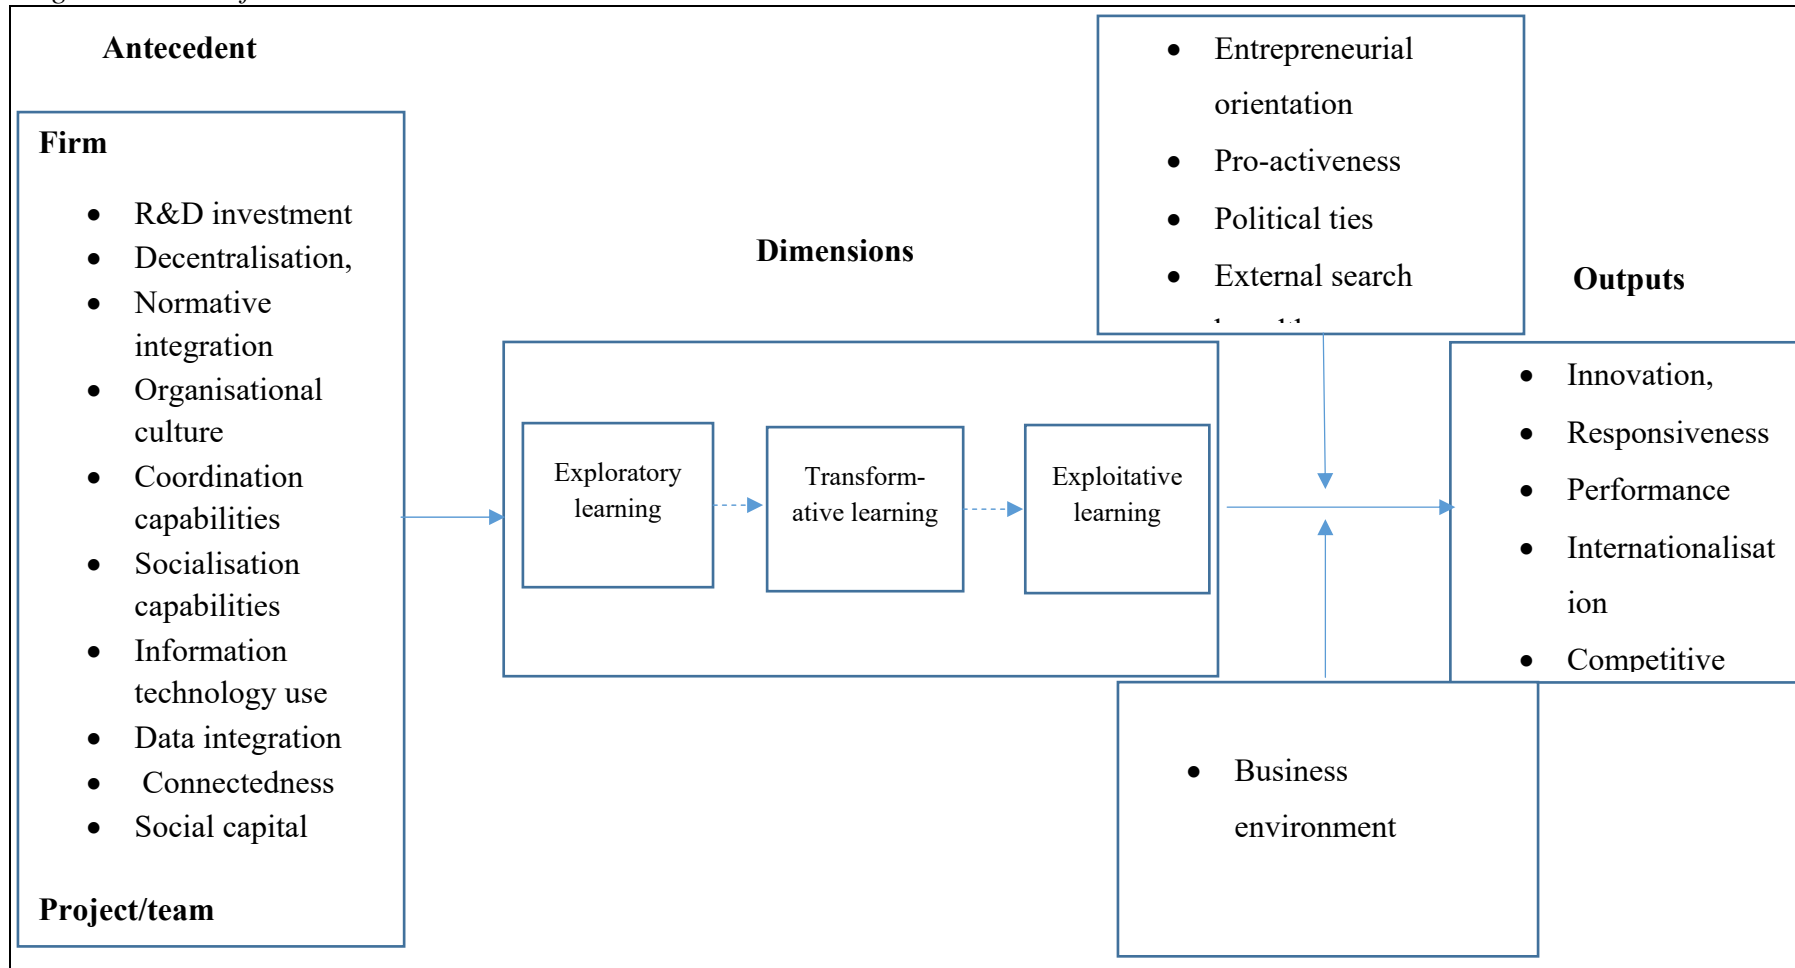 Antecedent
Firm
• R&D investment
• Decentralisation,
• Normative
integration
• Organisational
culture
• Coordination
capabilities
• Socialisation
capabilities
• Information
technology use
• Data integration
• Connectedness
• Social capital
Project/team
Dimensions
Exploratory
learning
Transform-
ative learning
Exploitative
learning
• Entrepreneurial
orientation
• Pro-activeness
• Political ties
• External search
• Business
environment
Outputs
• Innovation,
• Responsiveness
• Performance
• Internationalisat
ion
• Competitive